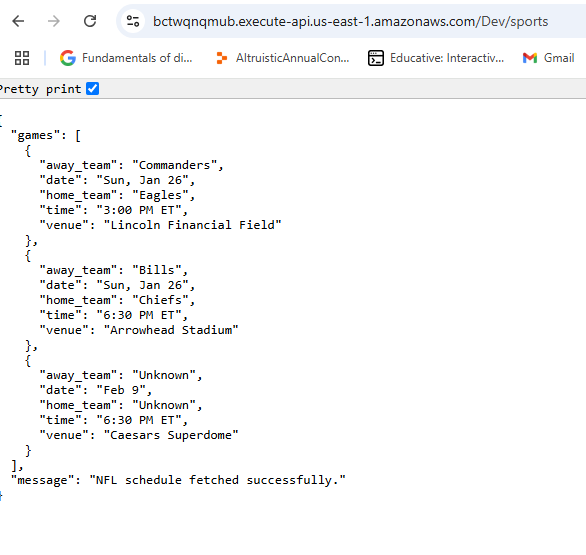 bctwqnqmub.execute-api.us-east-1.amazonaws.com/Dev/sports
Fundamentals of di... AltruisticAnnualCon... Educative: Interactiv... Gmail
Pretty print
{
"games": [
{
"away_team": "Commanders",
"date": "Sun, Jan 26",
"home_team": "Eagles",
"time": "3:00 PM ET",
"venue": "Lincoln Financial Field"
},
{
"away_team": "Bills",
"date": "Sun, Jan 26",
"home_team": "Chiefs",
"time": "6:30 PM ET",
"venue": "Arrowhead Stadium"
},
{
"away_team": "Unknown",
"date": "Feb 9",
"home_team": "Unknown",
"time": "6:30 PM ET",
"venue": "Caesars Superdome"
}
],
"message": "NFL schedule fetched successfully."
}